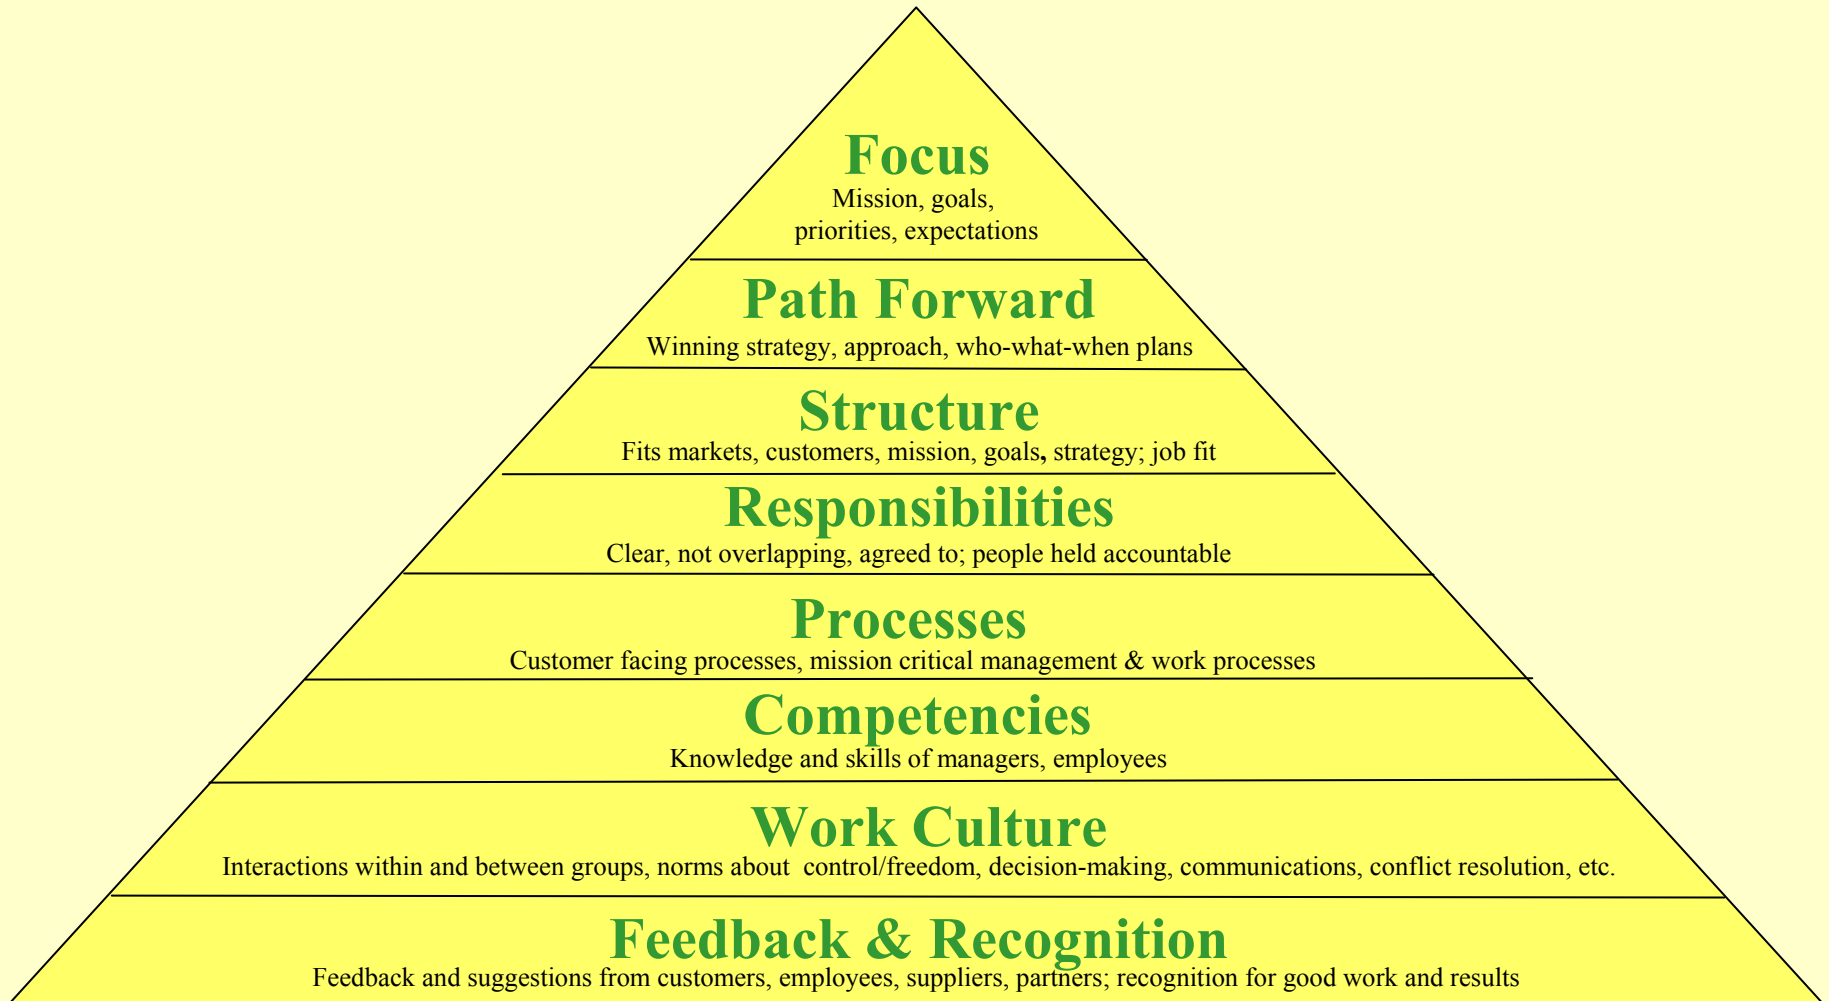 Focus
Mission, goals,
priorities, expectations
Path Forward
Winning strategy, approach, who-what-when plans
Structure
Fits markets, customers, mission, goals, strategy; job fit
Responsibilities
Clear, not overlapping, agreed to; people held accountable
Processes
Customer facing processes, mission critical management & work processes
Competencies
Knowledge and skills of managers, employees
Work Culture
Interactions within and between groups, norms about  control/freedom, decision-making, communications, conflict resolution, etc.
Feedback & Recognition
Feedback and suggestions from customers, employees, suppliers, partners; recognition for good work and results